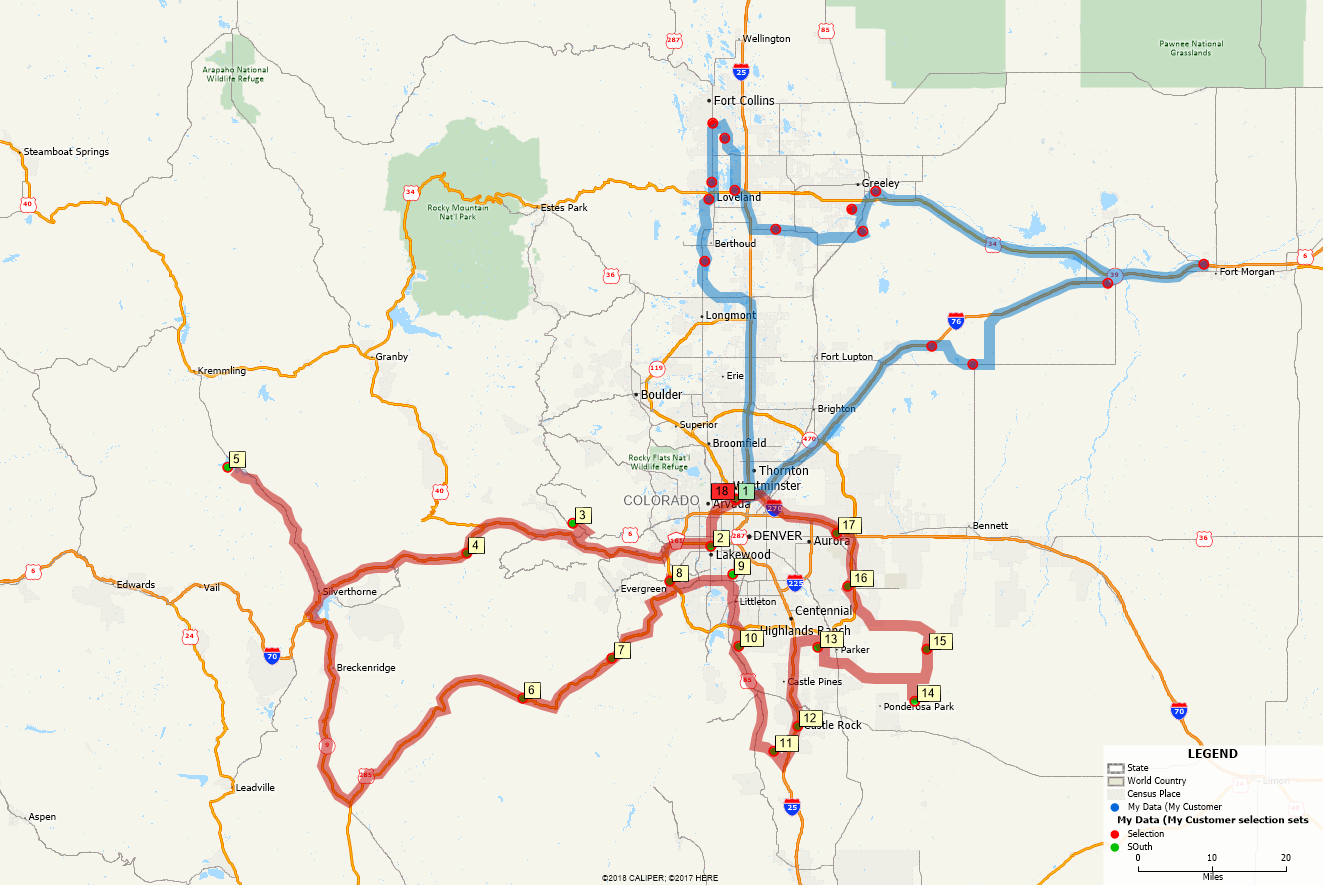 287
Wellington
85
Pawnee National
Grasslands
25
Arapaho National
Wildlife Refuge
Fort Collins
Steamboat Springs
34
40
Rocky Mountain
Nat'l Park
Estes Park
Loveland
Greeley
Berthoud
34
6
39
Fort Morgan
36
Longmont
76
Granby
Kremmling
Fort Lupton
119
Erie
Boulder
Brighton
Superior
Broomfield
470
Rocky Flats Nat'l
Wildlife Refuge
5
Thornton
Westminster
40
COLORADO
18
1
Arvada
270
3
17
Bennett
6
4
2
287
DENVER
Aurora
36
Lakewood
6
8
9
16
Edwards
Vail
Silverthorne
Evergreen
225
Littleton
Centennial
24
10
Highlands Ranch
13
15
70
7
Parker
Breckenridge
85
Castle Pines
6
14
Ponderosa Park
70
12
Castle Rock
9
11
285
Leadville
25
Aspen
LEGEND
State
World Country
Census Place
My Data (My Customer
My Data (My Customer selection sets
Selection
SOuth
0 10 20
Miles
Limon
©2018 CALIPER; ©2017 HERE